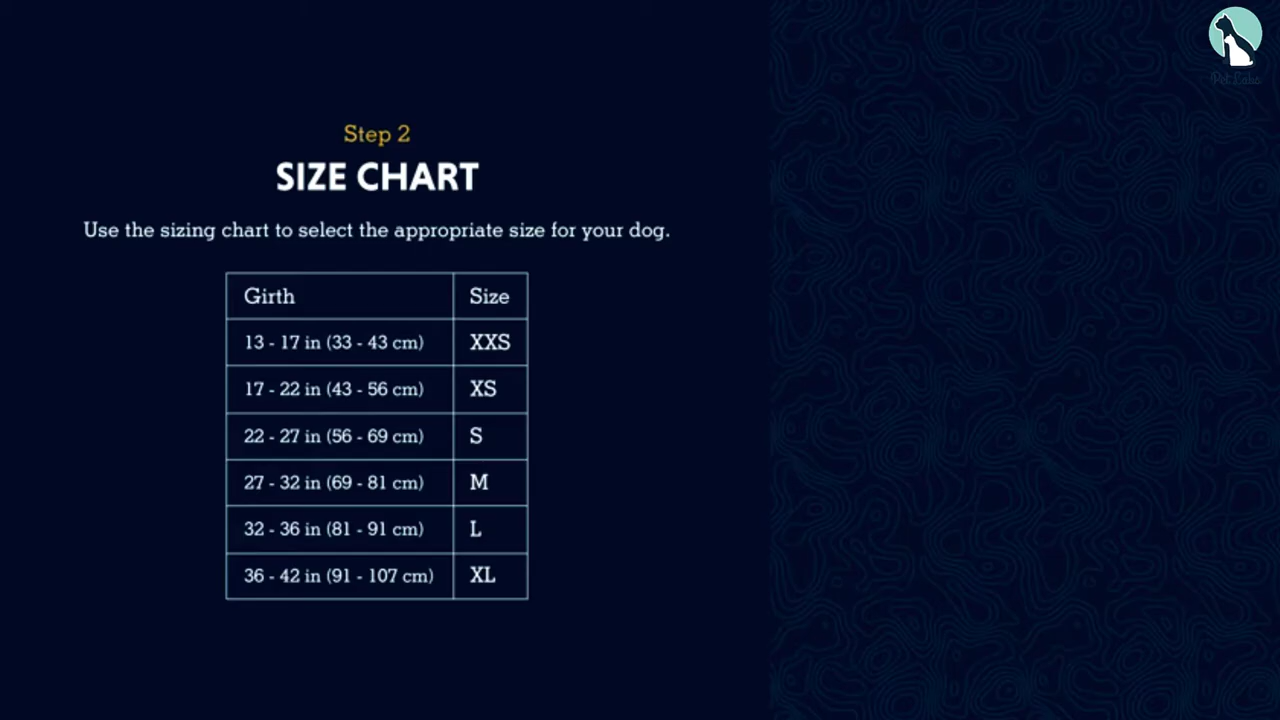 Step 2
SIZE CHART
Use the sizing chart to select the appropriate size for your dog.
Girth Size
13 - 17 in (33 - 43 cm) XXS
17 - 22 in (43 - 56 cm) XS
22 - 27 in (56 - 69 cm) S
27 - 32 in (69 - 81 cm) M
32 - 36 in (81 - 91 cm) L
36 - 42 in (91 - 107 cm) XL